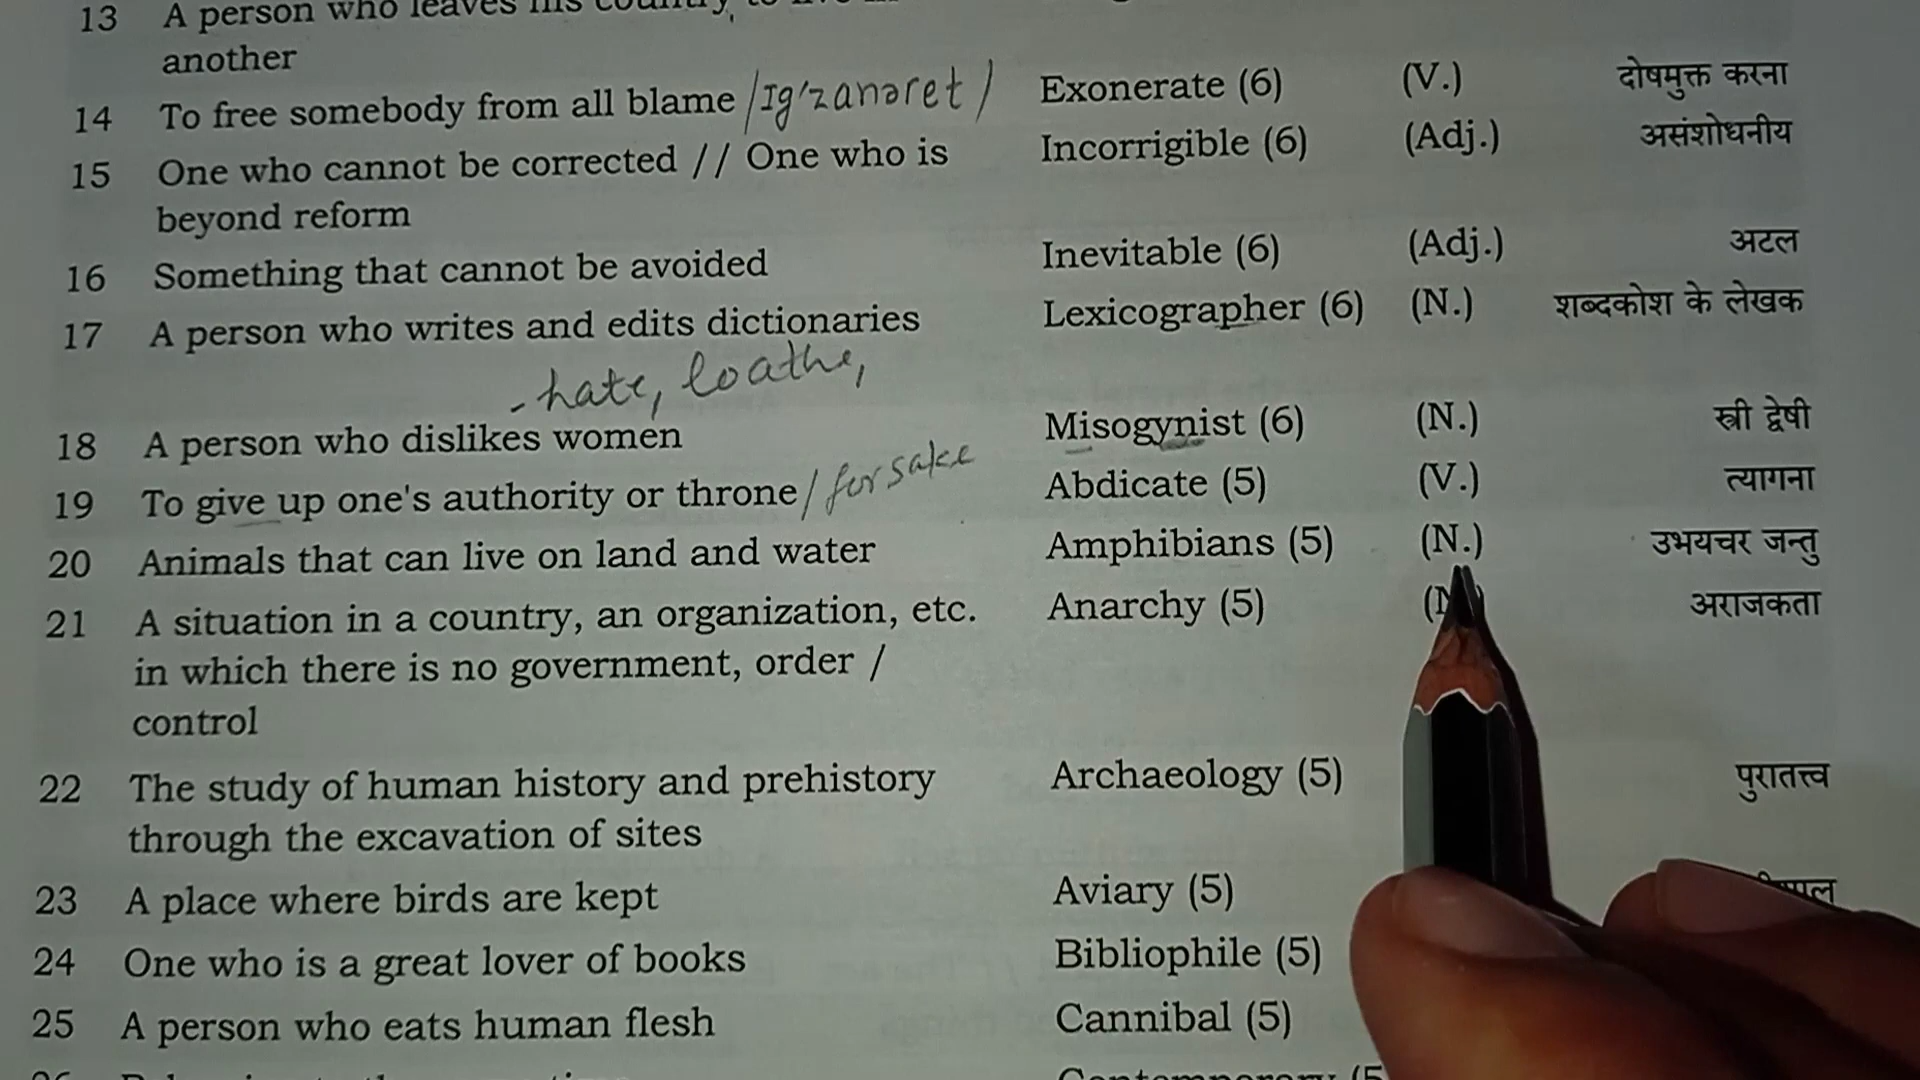 13 A person who leaves his country, to live in
another
14 To free somebody from all blame /Ig'zanəret/ Exonerate (6) (V.) दोषमुक्त करना
15 One who cannot be corrected // One who is Incorrigible (6) (Adj.) असंशोधनीय
beyond reform
16 Something that cannot be avoided Inevitable (6) (Adj.) अटल
17 A person who writes and edits dictionaries Lexicographer (6) (N.) शब्दकोश के लेखक
- hate, loathe,
18 A person who dislikes women Misogynist (6) (N.) स्त्री द्वेषी
19 To give up one's authority or throne / forsake Abdicate (5) (V.) त्यागना
20 Animals that can live on land and water Amphibians (5) (N.) उभयचर जन्तु
21 A situation in a country, an organization, etc. Anarchy (5) (N.) अराजकता
in which there is no government, order /
control
22 The study of human history and prehistory Archaeology (5) पुरातत्त्व
through the excavation of sites
23 A place where birds are kept Aviary (5)
24 One who is a great lover of books Bibliophile (5)
25 A person who eats human flesh Cannibal (5)